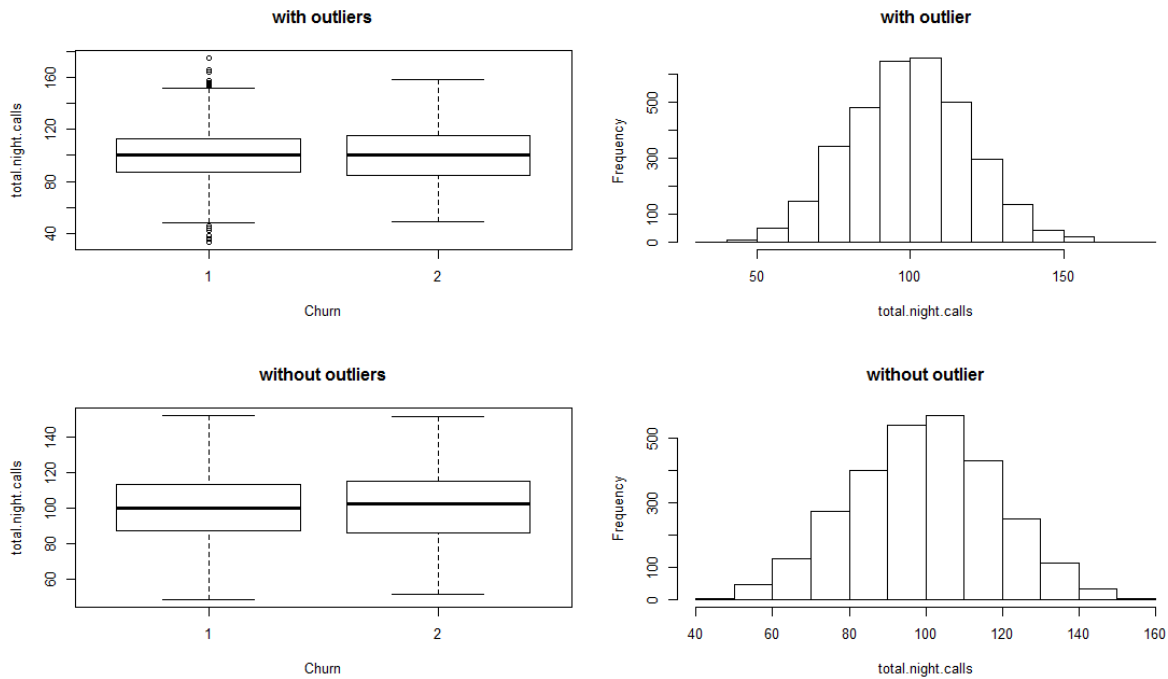 with outliers
total.night.calls
160
120
80
40
1 2
Churn
with outlier
Frequency
500
300
100
0
50 100 150
total.night.calls
without outliers
total.night.calls
140
120
100
80
60
1 2
Churn
without outlier
Frequency
500
300
100
0
40 60 80 100 120 140 160
total.night.calls